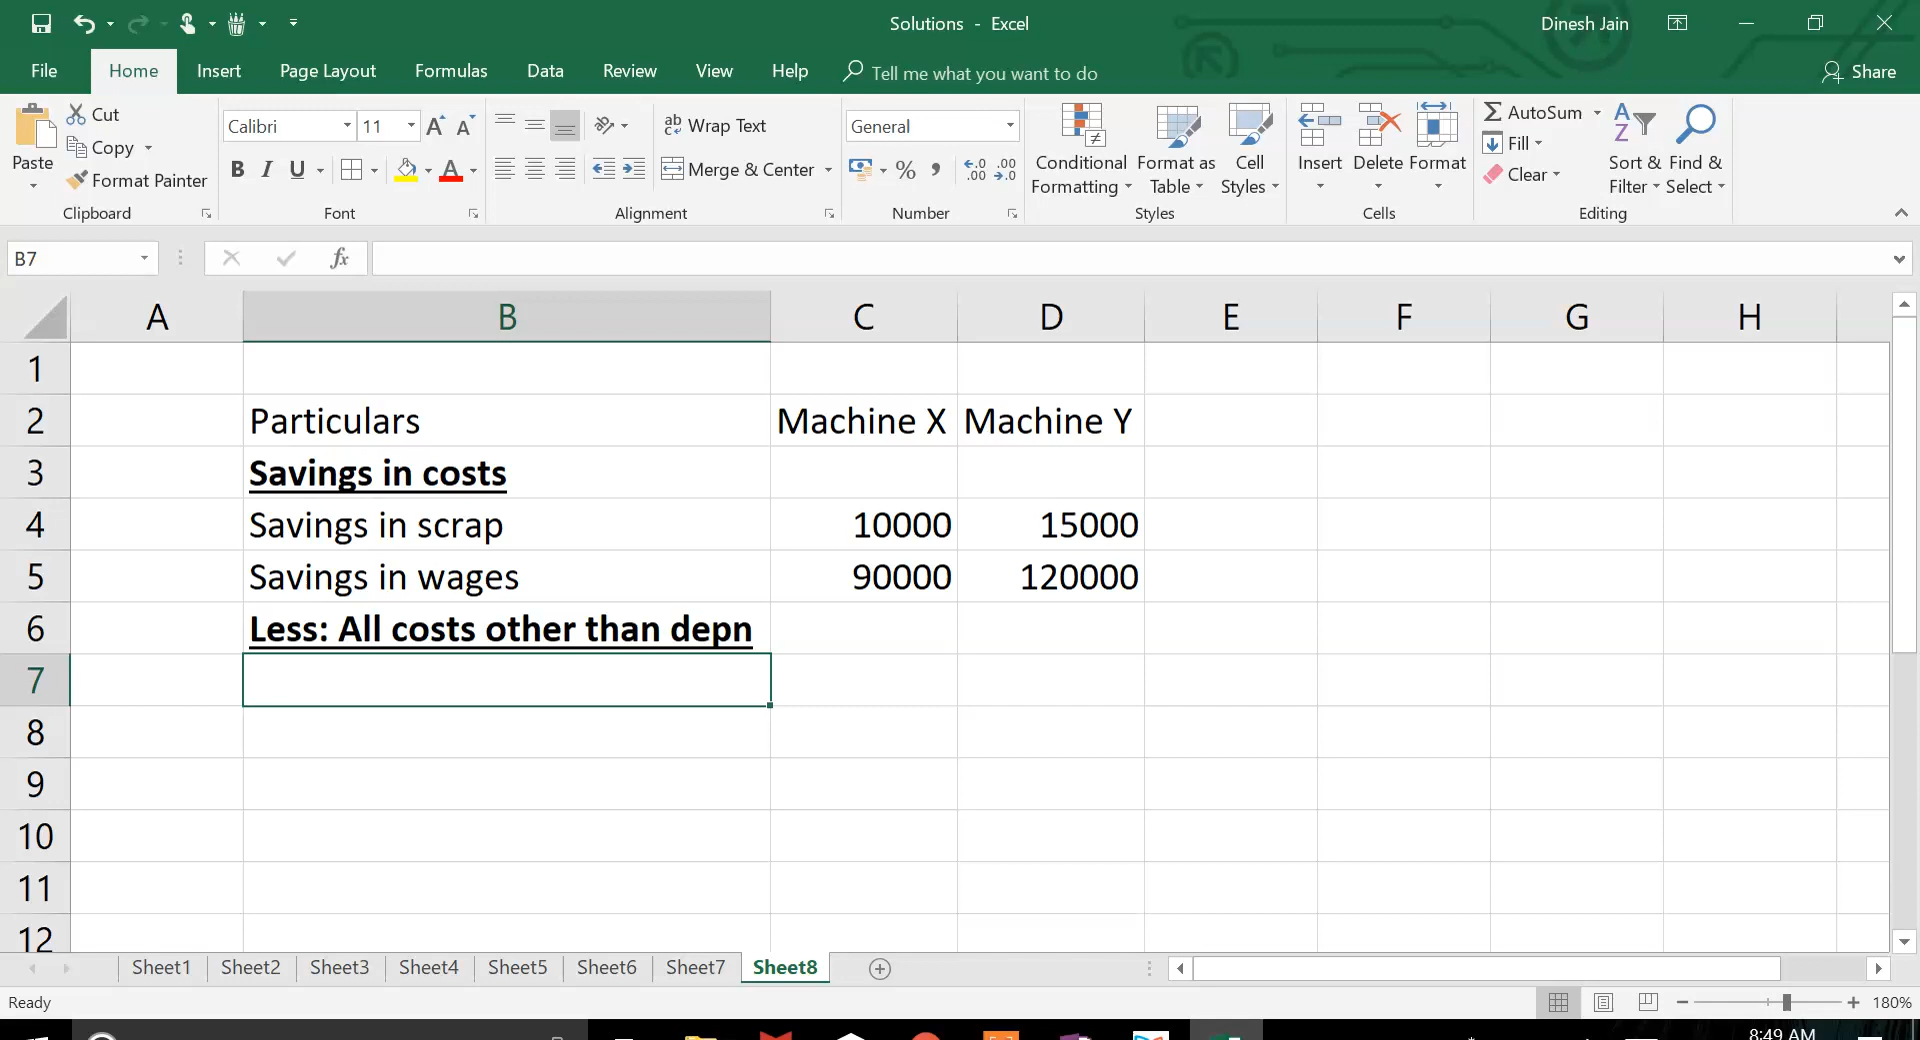 Solutions - Excel
Dinesh Jain
File Home Insert Page Layout Formulas Data Review View Help Tell me what you want to do Share
Paste
Cut
Copy
Format Painter
Clipboard
Calibri 11 A A
B I U A
Font
ab Wrap Text
Merge & Center
Alignment
General
% , .0 .00 .00 .0
Number
Conditional Formatting
Format as Table
Cell Styles
Styles
Insert Delete Format
Cells
AutoSum
Fill
Clear
Sort & Filter
Find & Select
Editing
B7 fx
A B C D E F G H
1
2 Particulars Machine X Machine Y
3 Savings in costs
4 Savings in scrap 10000 15000
5 Savings in wages 90000 120000
6 Less: All costs other than depn
7
8
9
10
11
12
Sheet1 Sheet2 Sheet3 Sheet4 Sheet5 Sheet6 Sheet7 Sheet8
Ready 180%
8:49 AM